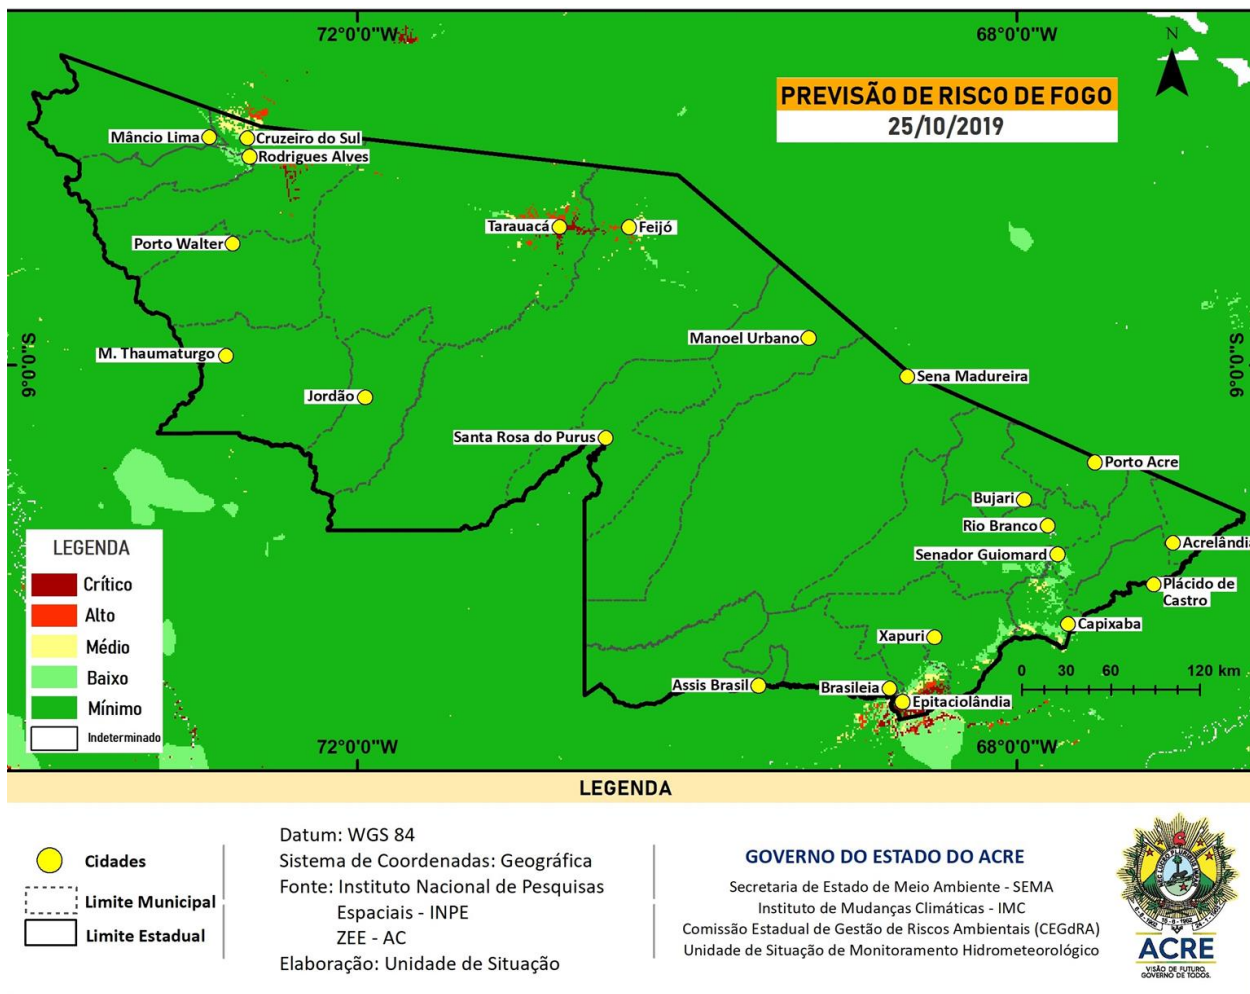 72°0'0"W
68°0'0"W
N
PREVISÃO DE RISCO DE FOGO
25/10/2019
Mâncio Lima
Cruzeiro do Sul
Rodrigues Alves
Tarauacá
Feijó
Porto Walter
9°0'0"S
9°0'0"S
M. Thaumaturgo
Manoel Urbano
Jordão
Sena Madureira
Santa Rosa do Purus
Porto Acre
Bujari
Rio Branco
Senador Guiomard
Acrelândia
Plácido de
Castro
Capixaba
Xapuri
0 30 60 120 km
Assis Brasil
Brasileia
Epitaciolândia
72°0'0"W
68°0'0"W
LEGENDA
Crítico
Alto
Médio
Baixo
Mínimo
Indeterminado
LEGENDA
Cidades
Limite Municipal
Limite Estadual
Datum: WGS 84
Sistema de Coordenadas: Geográfica
Fonte: Instituto Nacional de Pesquisas
Espaciais - INPE
ZEE - AC
Elaboração: Unidade de Situação
GOVERNO DO ESTADO DO ACRE
Secretaria de Estado de Meio Ambiente - SEMA
Instituto de Mudanças Climáticas - IMC
Comissão Estadual de Gestão de Riscos Ambientais (CEGdRA)
Unidade de Situação de Monitoramento Hidrometeorológico
ACRE
VISÃO DE FUTURO.
GOVERNO DE TODOS.